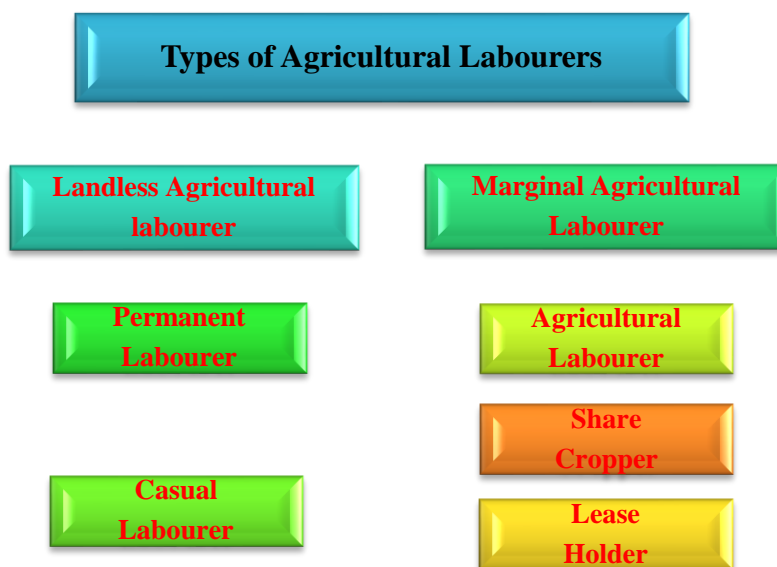 Types of Agricultural Labourers
Landless Agricultural
labourer
Marginal Agricultural
Labourer
Permanent
Labourer
Agricultural
Labourer
Share
Cropper
Casual
Labourer
Lease
Holder